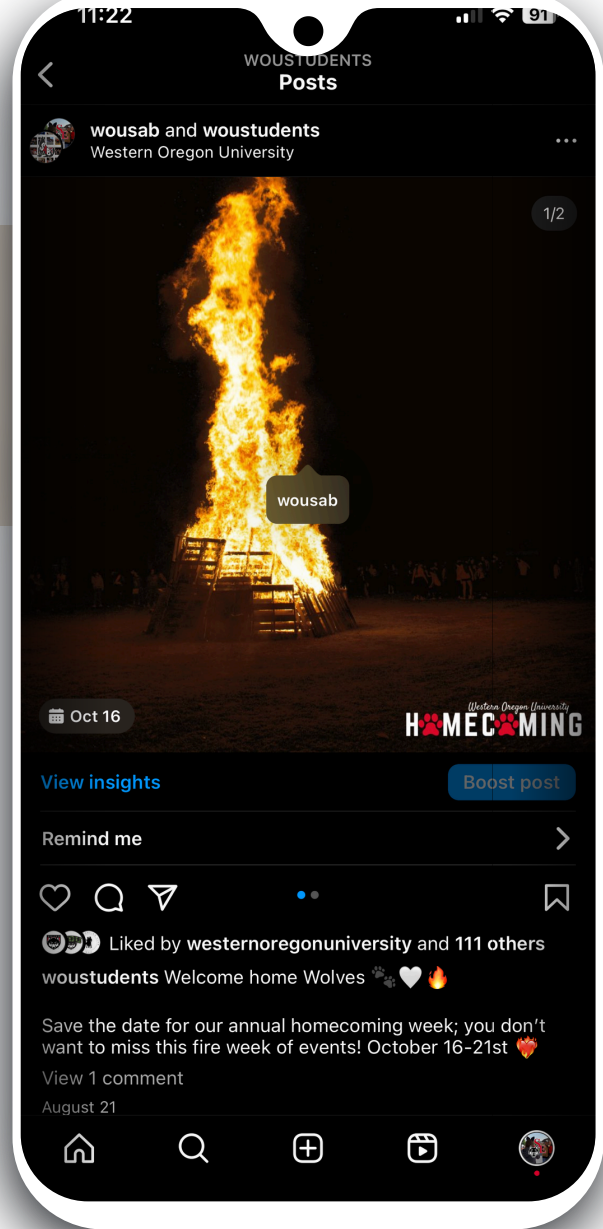 11:22
91
WOUSTUDENTS
Posts
wousab and woustudents
Western Oregon University
1/2
wousab
Oct 16
Western Oregon University
HOMECOMING
View insights
Boost post
Remind me
Liked by westernoregonuniversity and 111 others
woustudents Welcome home Wolves 🐾🤍🔥
Save the date for our annual homecoming week; you don't
want to miss this fire week of events! October 16-21st ❤️‍🔥
View 1 comment
August 21